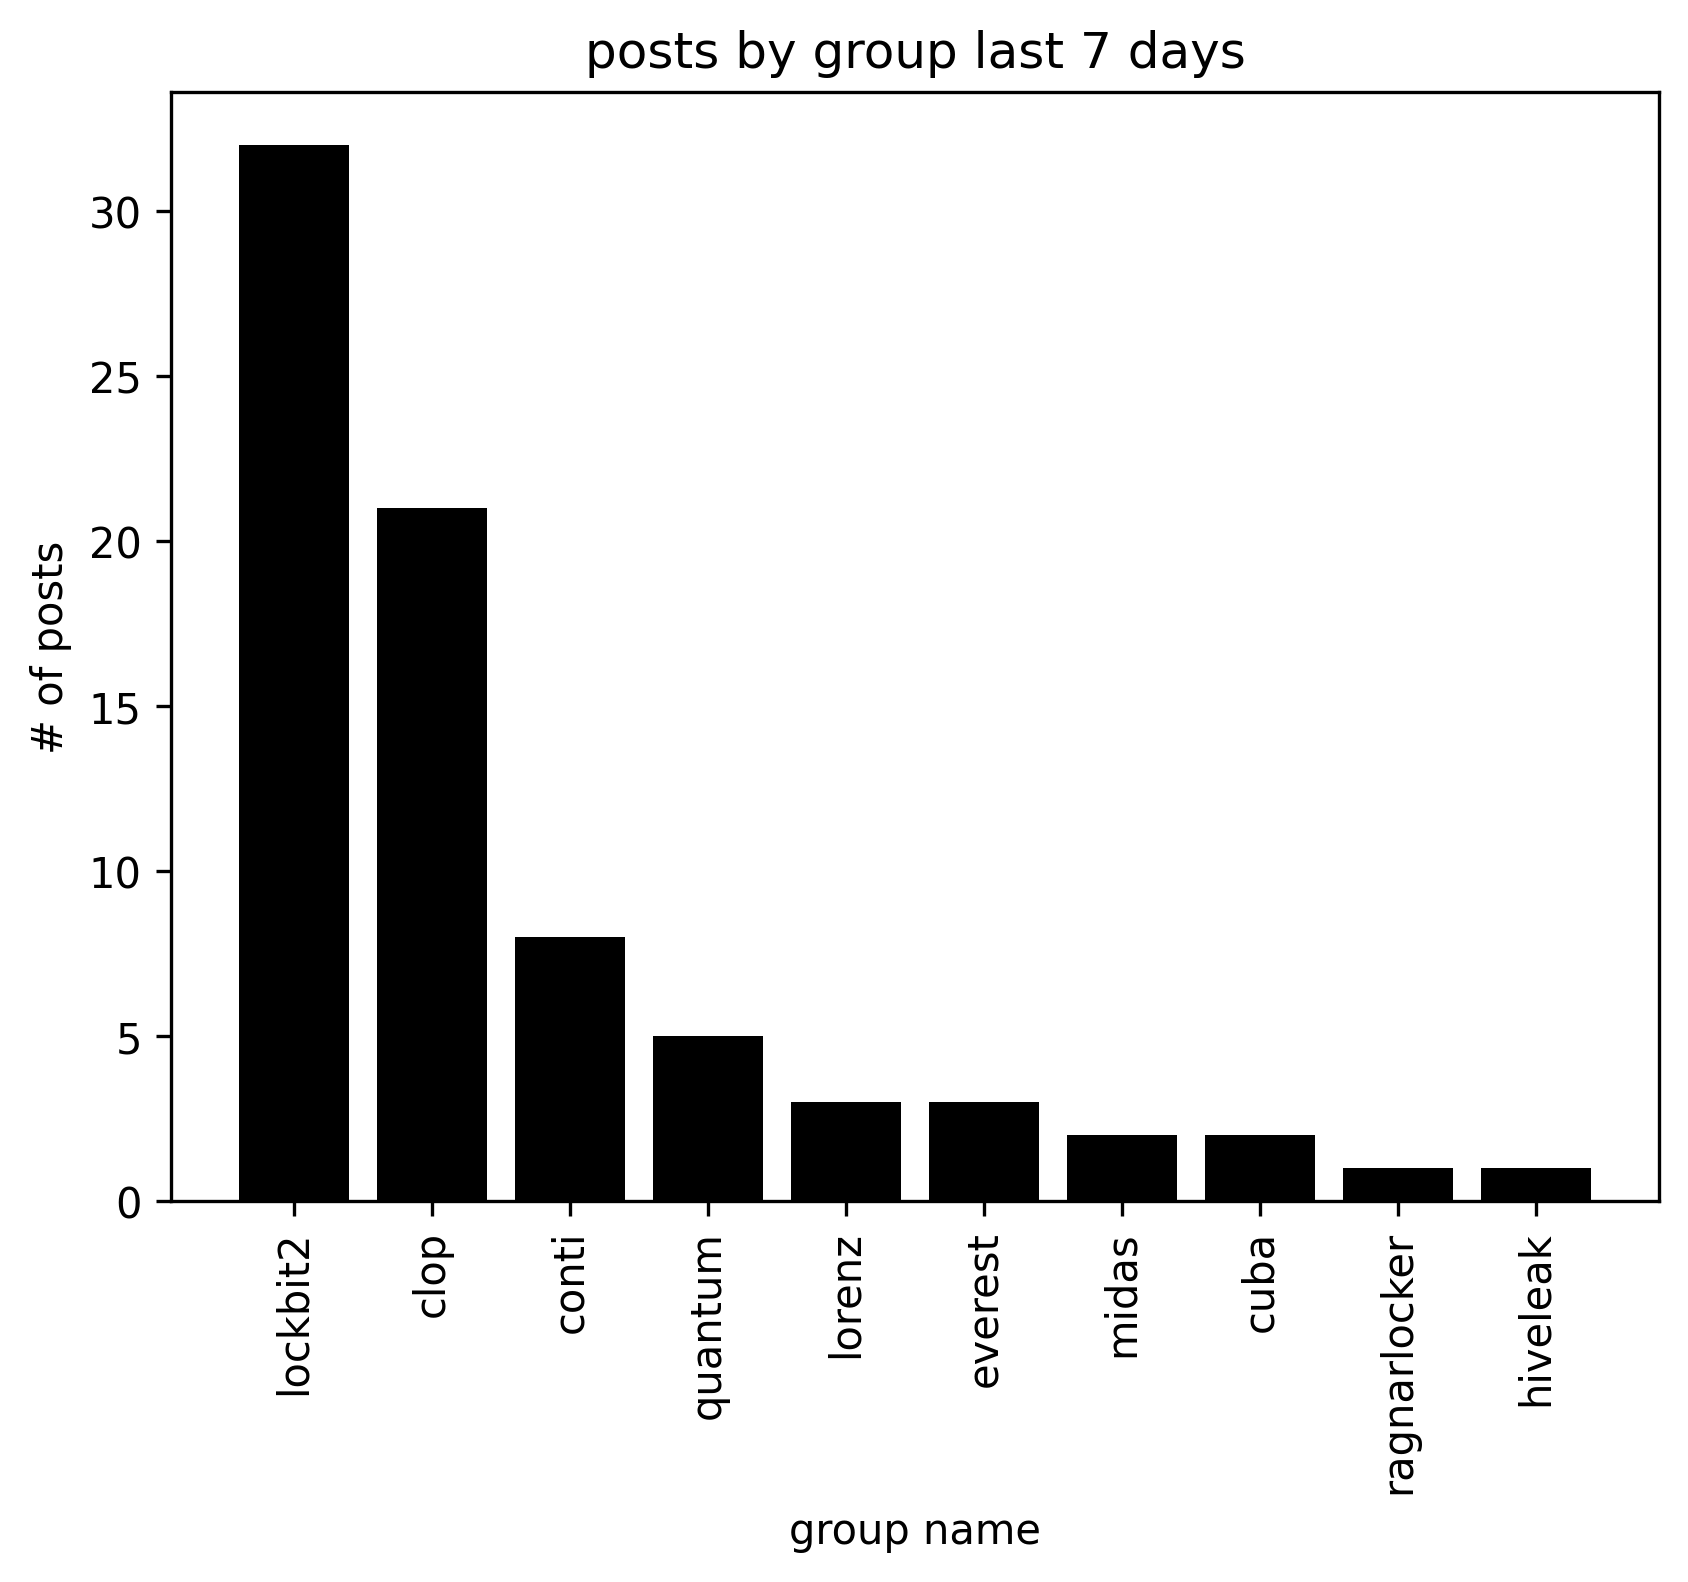 posts by group last 7 days
# of posts
30
25
20
15
10
5
0
lockbit2
clop
conti
quantum
lorenz
everest
midas
cuba
ragnarlocker
hiveleak
group name